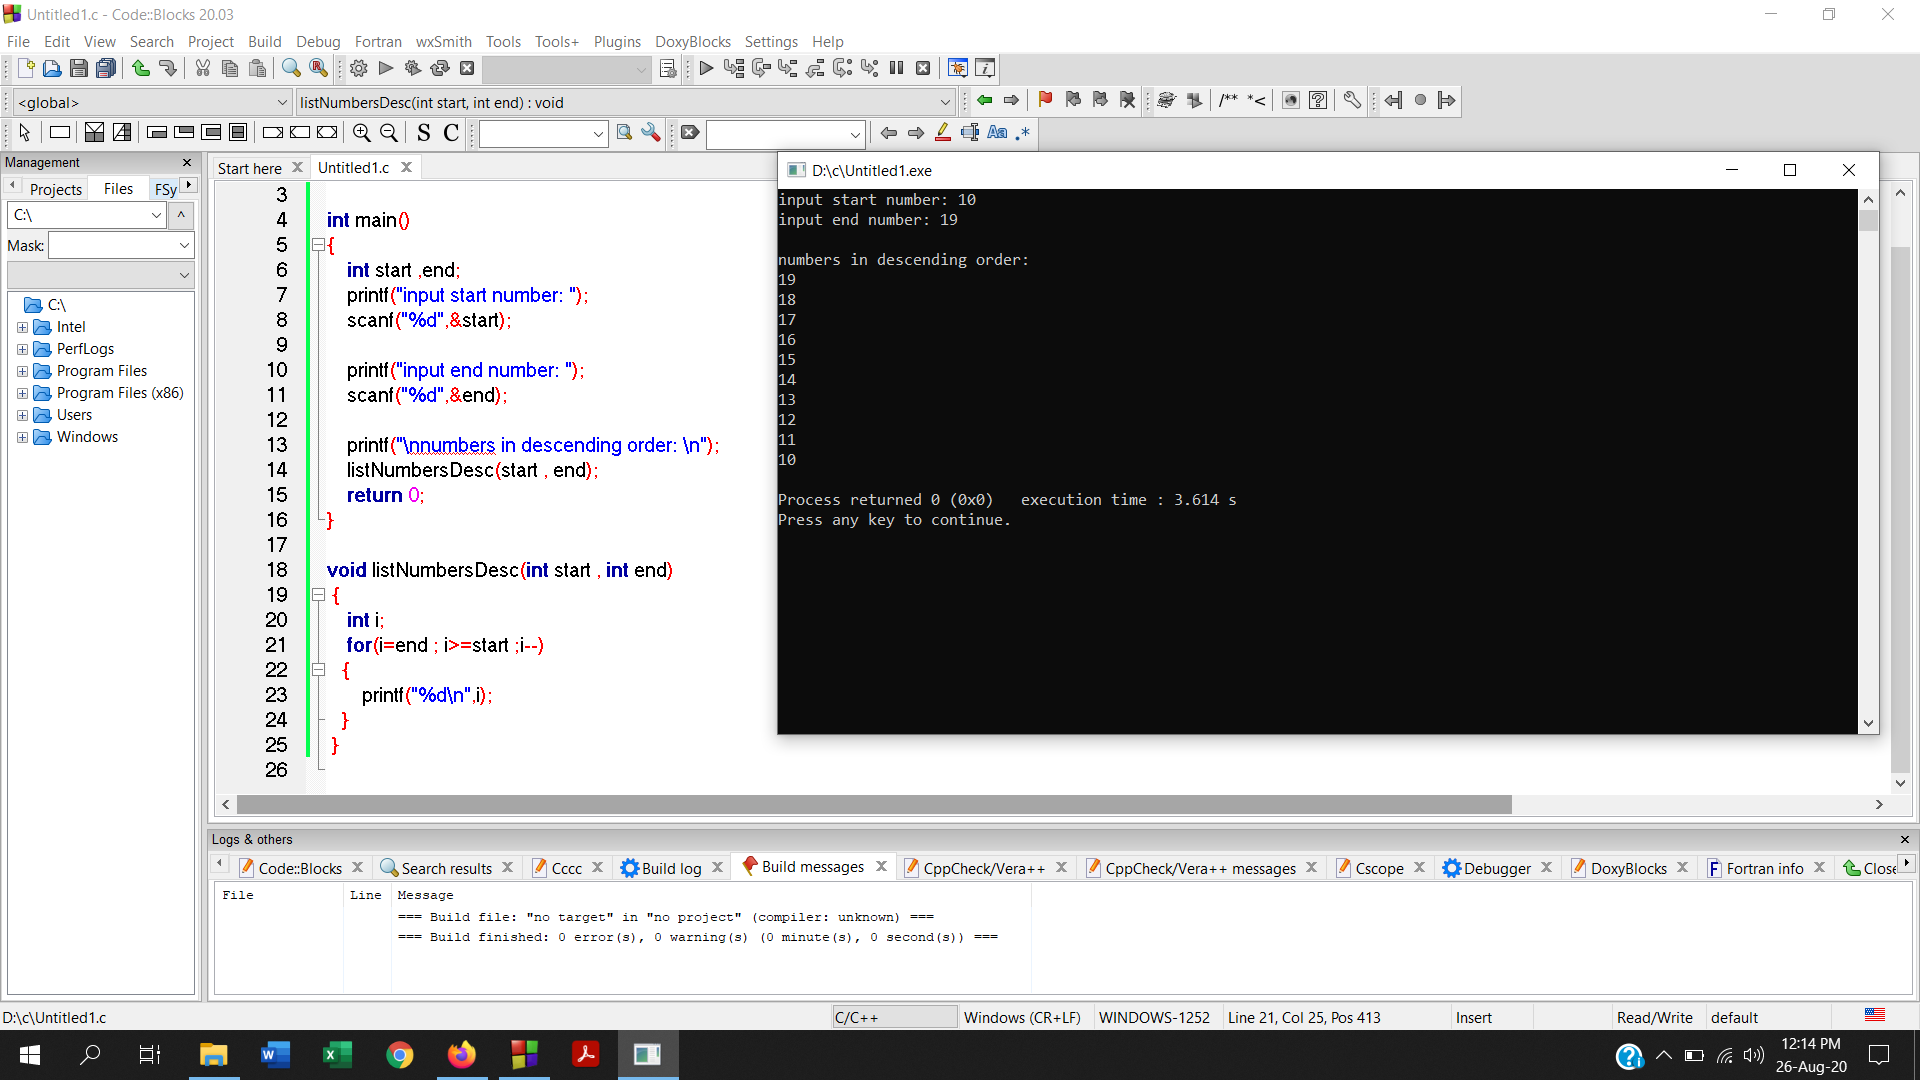 Untitled1.c - Code::Blocks 20.03
File Edit View Search Project Build Debug Fortran wxSmith Tools Tools+ Plugins DoxyBlocks Settings Help
<global> listNumbersDesc(int start, int end) : void
/** *<
S C Aa .*
Management
Projects Files FSy
C:\
Mask:
C:\
Intel
PerfLogs
Program Files
Program Files (x86)
Users
Windows
Start here Untitled1.c
3
4 int main()
5 {
6 int start ,end;
7 printf("input start number: ");
8 scanf("%d",&start);
9
10 printf("input end number: ");
11 scanf("%d",&end);
12
13 printf("\nnumbers in descending order: \n");
14 listNumbersDesc(start , end);
15 return 0;
16 }
17
18 void listNumbersDesc(int start , int end)
19 {
20 int i;
21 for(i=end ; i>=start ;i--)
22 {
23 printf("%d\n",i);
24 }
25 }
26
D:\c\Untitled1.exe
input start number: 10
input end number: 19
numbers in descending order:
19
18
17
16
15
14
13
12
11
10
Process returned 0 (0x0)   execution time : 3.614 s
Press any key to continue.
Logs & others
Code::Blocks Search results Cccc Build log Build messages CppCheck/Vera++ CppCheck/Vera++ messages Cscope Debugger DoxyBlocks Fortran info Close
File Line Message
=== Build file: "no target" in "no project" (compiler: unknown) ===
=== Build finished: 0 error(s), 0 warning(s) (0 minute(s), 0 second(s)) ===
D:\c\Untitled1.c C/C++ Windows (CR+LF) WINDOWS-1252 Line 21, Col 25, Pos 413 Insert Read/Write default
12:14 PM
26-Aug-20